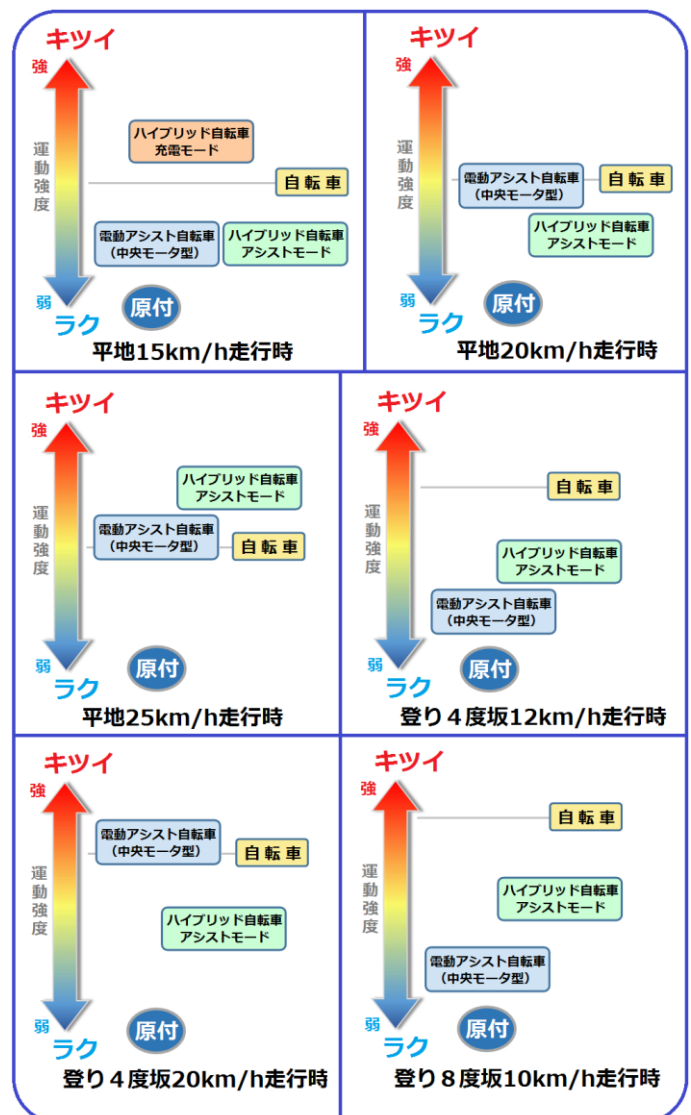 キツイ
強
運動強度
ハイブリッド自転車
充電モード
自転車
電動アシスト自転車
（中央モータ型）
ハイブリッド自転車
アシストモード
弱
ラク
原付
平地15km/h走行時
キツイ
強
運動強度
電動アシスト自転車
（中央モータ型）
自転車
ハイブリッド自転車
アシストモード
弱
ラク
原付
平地20km/h走行時
キツイ
強
運動強度
ハイブリッド自転車
アシストモード
電動アシスト自転車
（中央モータ型）
自転車
弱
ラク
原付
平地25km/h走行時
キツイ
強
運動強度
自転車
ハイブリッド自転車
アシストモード
電動アシスト自転車
（中央モータ型）
弱
ラク
原付
登り４度坂12km/h走行時
キツイ
強
運動強度
電動アシスト自転車
（中央モータ型）
自転車
ハイブリッド自転車
アシストモード
弱
ラク
原付
登り４度坂20km/h走行時
キツイ
強
運動強度
自転車
ハイブリッド自転車
アシストモード
電動アシスト自転車
（中央モータ型）
弱
ラク
原付
登り８度坂10km/h走行時